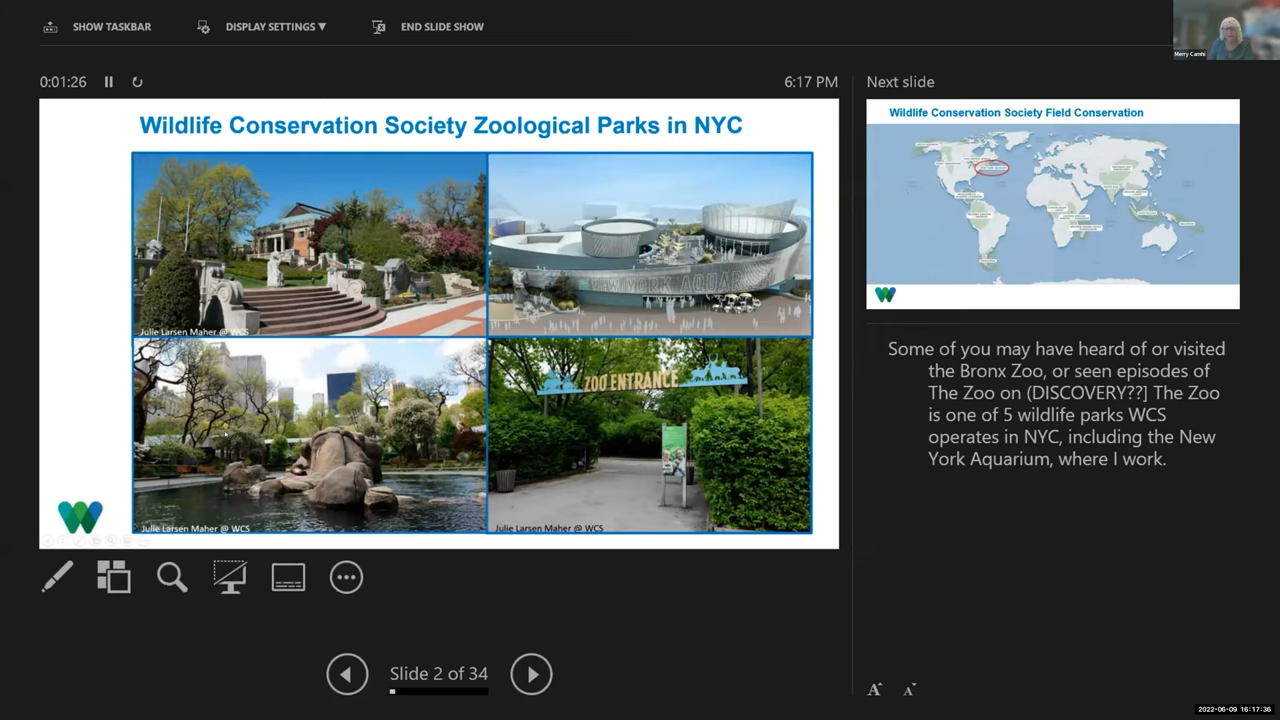 SHOW TASKBAR
DISPLAY SETTINGS ▼
END SLIDE SHOW
Merry Camhi
0:01:26
6:17 PM
Next slide
Wildlife Conservation Society Zoological Parks in NYC
Julie Larsen Maher @ WCS
NEW YORK AQUARIUM
Julie Larsen Maher @ WCS
ZOO ENTRANCE
Julie Larsen Maher @ WCS
Wildlife Conservation Society Field Conservation
Some of you may have heard of or visited
the Bronx Zoo, or seen episodes of
The Zoo on (DISCOVERY??] The Zoo
is one of 5 wildlife parks WCS
operates in NYC, including the New
York Aquarium, where I work.
Slide 2 of 34
A A
2022-06-09 16:17:36